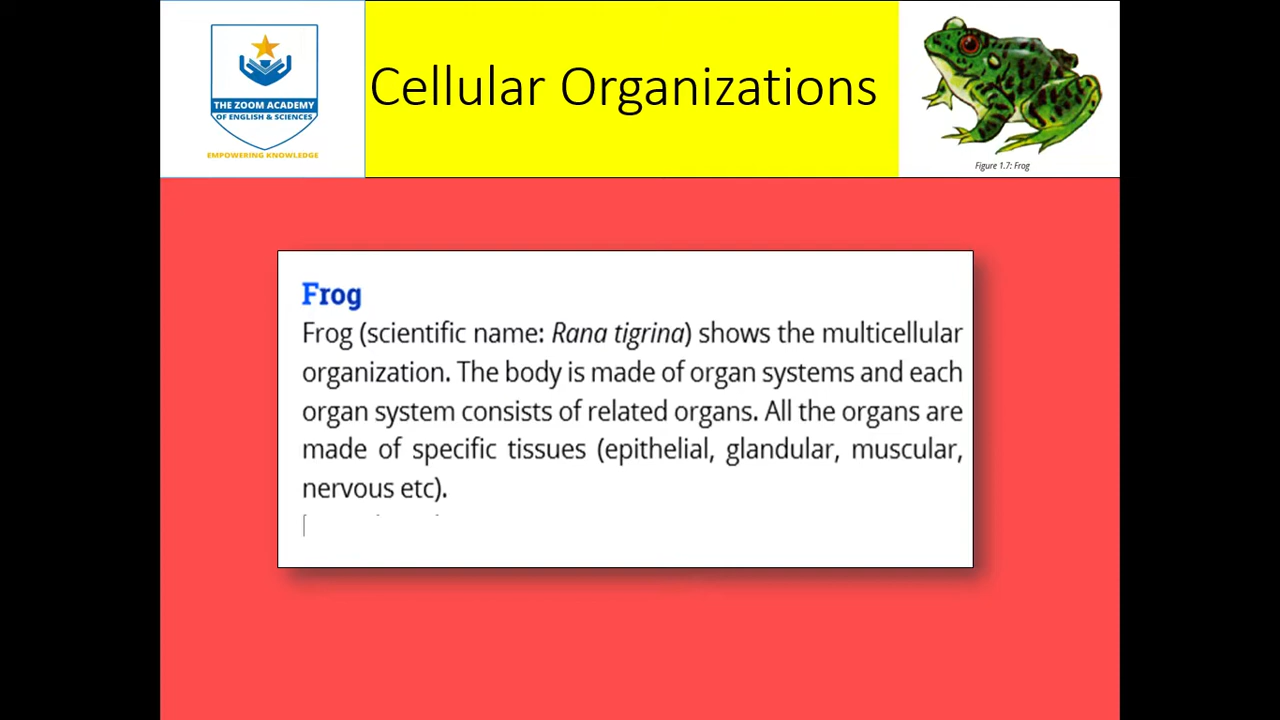 THE ZOOM ACADEMY
OF ENGLISH & SCIENCES
EMPOWERING KNOWLEDGE
Cellular Organizations
Figure 1.7: Frog
Frog
Frog (scientific name: Rana tigrina) shows the multicellular
organization. The body is made of organ systems and each
organ system consists of related organs. All the organs are
made of specific tissues (epithelial, glandular, muscular,
nervous etc).